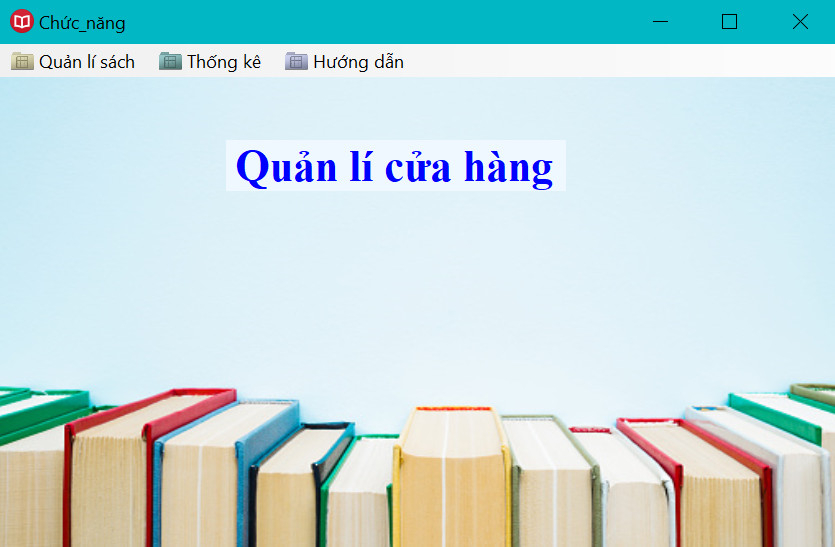 Chức_năng
Quản lí sách Thống kê Hướng dẫn
Quản lí cửa hàng